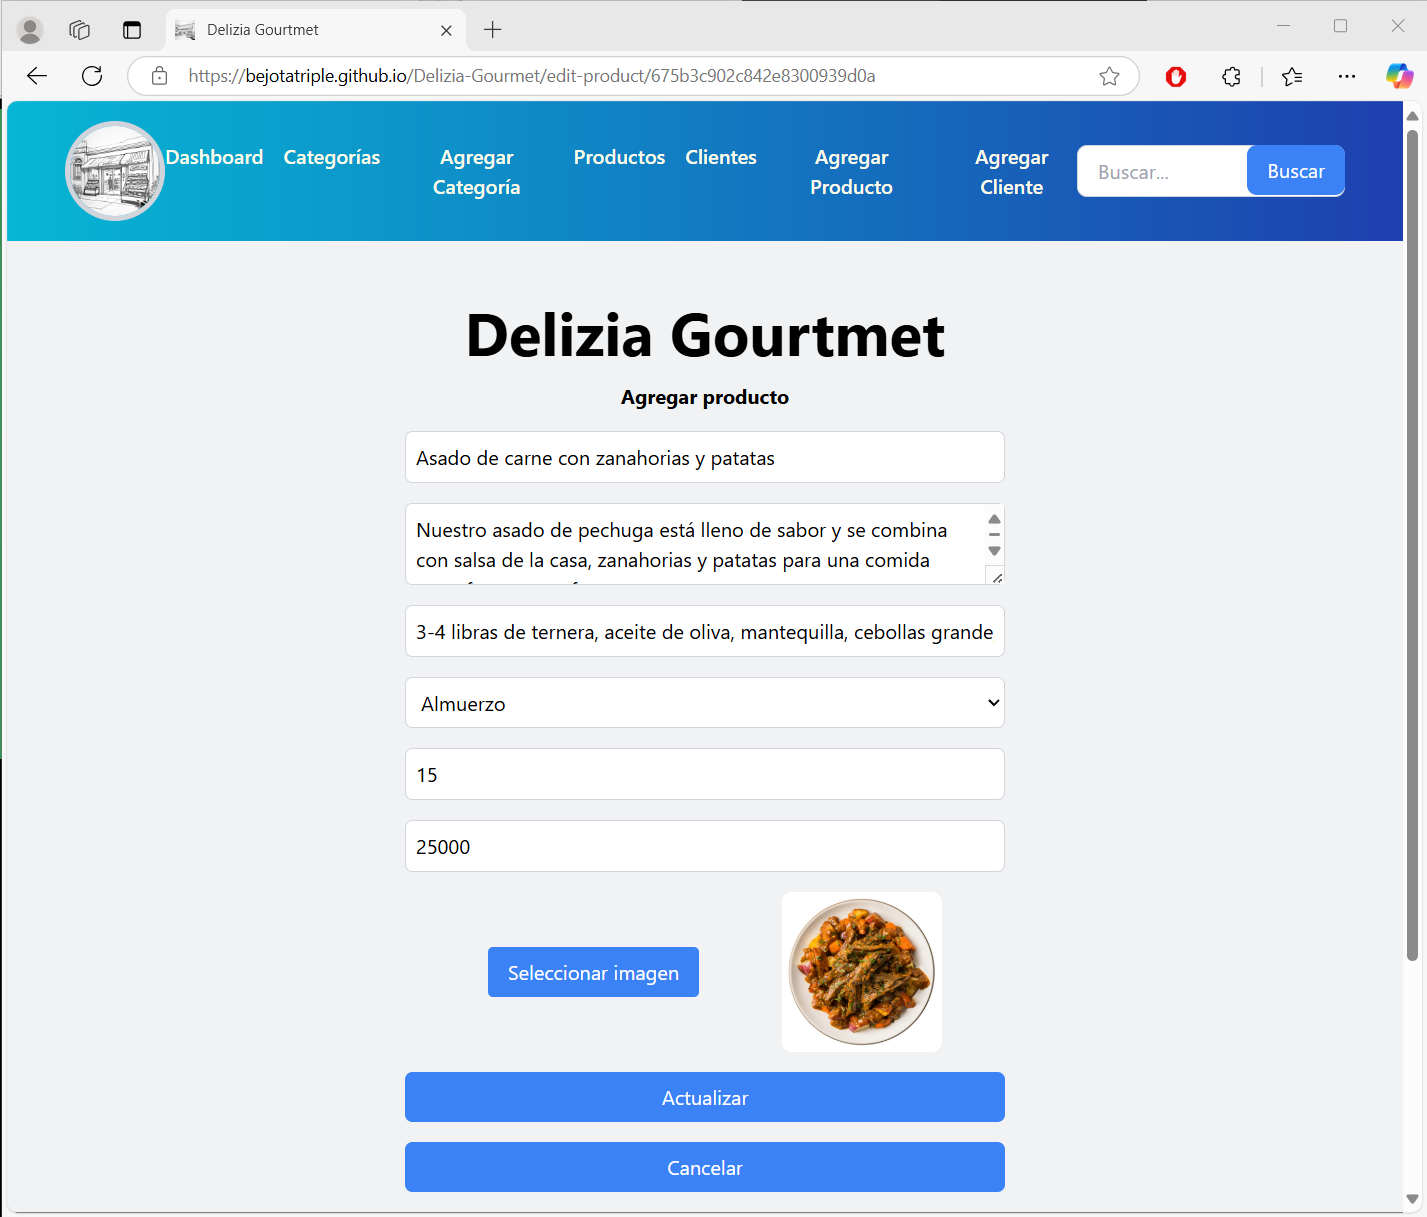 Delizia Gourtmet
https://bejotatriple.github.io/Delizia-Gourmet/edit-product/675b3c902c842e8300939d0a
Dashboard
Categorías
Agregar
Categoría
Productos
Clientes
Agregar
Producto
Agregar
Cliente
Buscar...
Buscar
Delizia Gourtmet
Agregar producto
Asado de carne con zanahorias y patatas
Nuestro asado de pechuga está lleno de sabor y se combina
con salsa de la casa, zanahorias y patatas para una comida
3-4 libras de ternera, aceite de oliva, mantequilla, cebollas grande
Almuerzo
15
25000
Seleccionar imagen
Actualizar
Cancelar